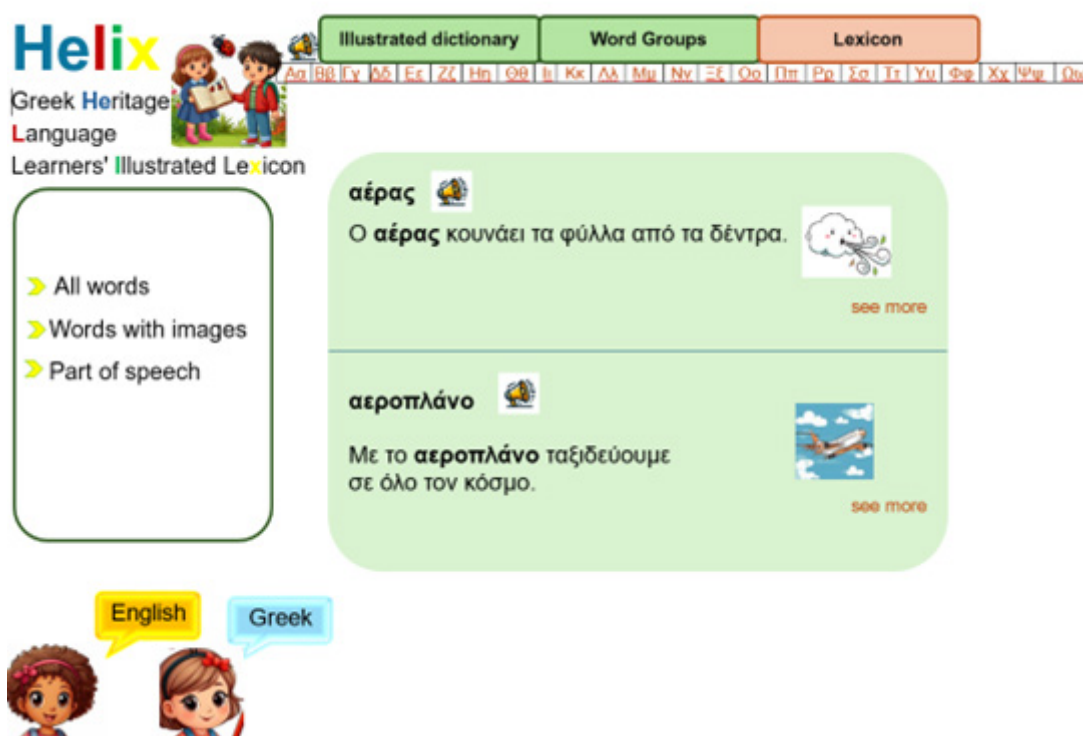 Helix
Greek Heritage
Language
Learners' Illustrated Lexicon
Illustrated dictionary
Word Groups
Lexicon
Αα Ββ Γγ Δδ Εε Ζζ Ηη Θθ Ιι Κκ Λλ Μμ Νν Ξξ Οο Ππ Ρρ Σσ Ττ Υυ Φφ Χχ Ψψ Ωω
All words
Words with images
Part of speech
αέρας
Ο αέρας κουνάει τα φύλλα από τα δέντρα.
see more
αεροπλάνο
Με το αεροπλάνο ταξιδεύουμε
σε όλο τον κόσμο.
see more
English
Greek